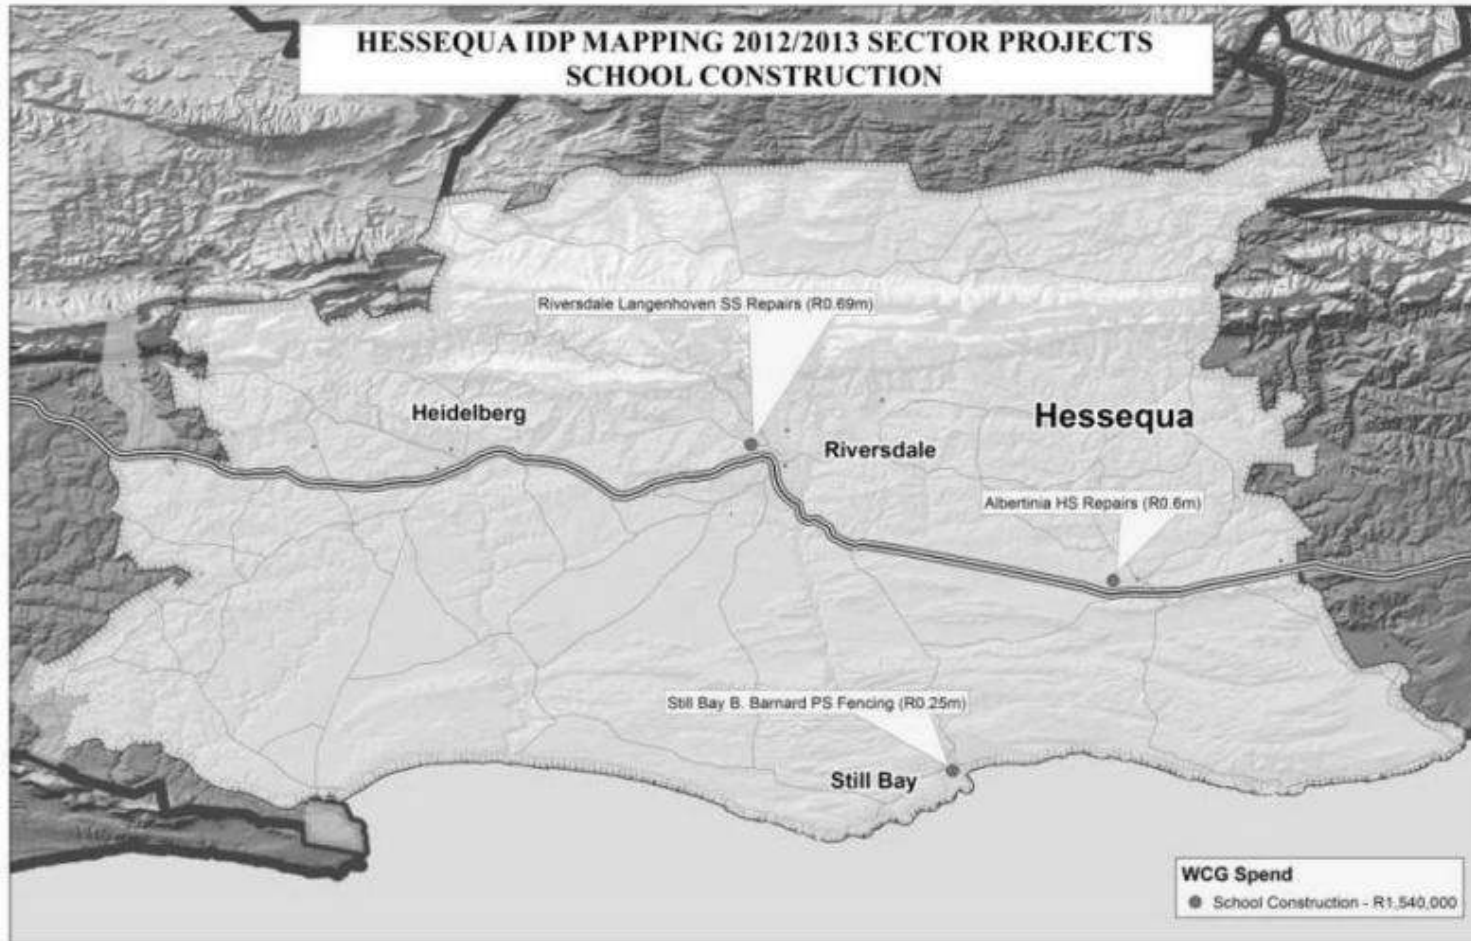 HESSEQUA IDP MAPPING 2012/2013 SECTOR PROJECTS
SCHOOL CONSTRUCTION
Riversdale Langenhoven SS Repairs (R0.69m)
Heidelberg
Hessequa
Riversdale
Albertinia HS Repairs (R0.6m)
Still Bay B. Barnard PS Fencing (R0.25m)
Still Bay
WCG Spend
School Construction - R1,540,000